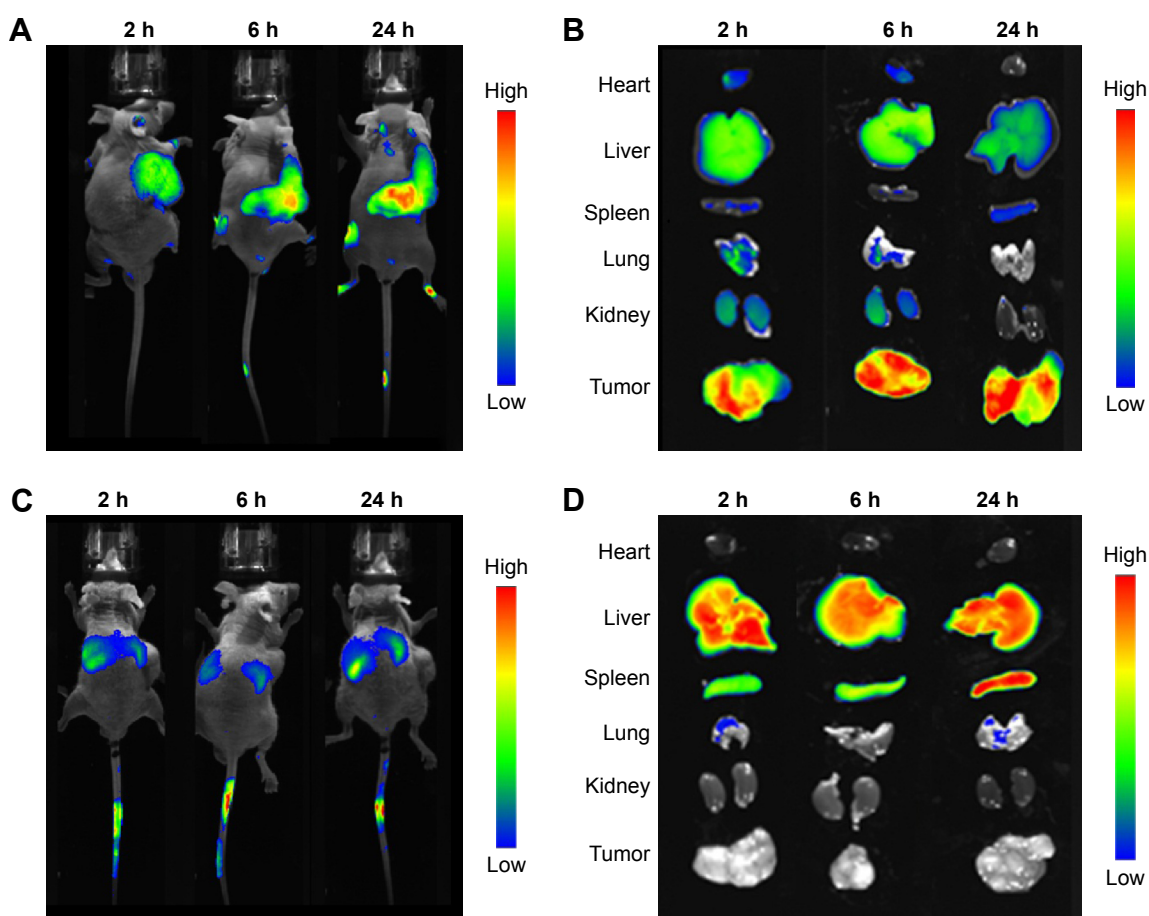 A
2 h 6 h 24 h
High
Low
B
2 h 6 h 24 h
Heart
Liver
Spleen
Lung
Kidney
Tumor
High
Low
C
2 h 6 h 24 h
High
Low
D
2 h 6 h 24 h
Heart
Liver
Spleen
Lung
Kidney
Tumor
High
Low